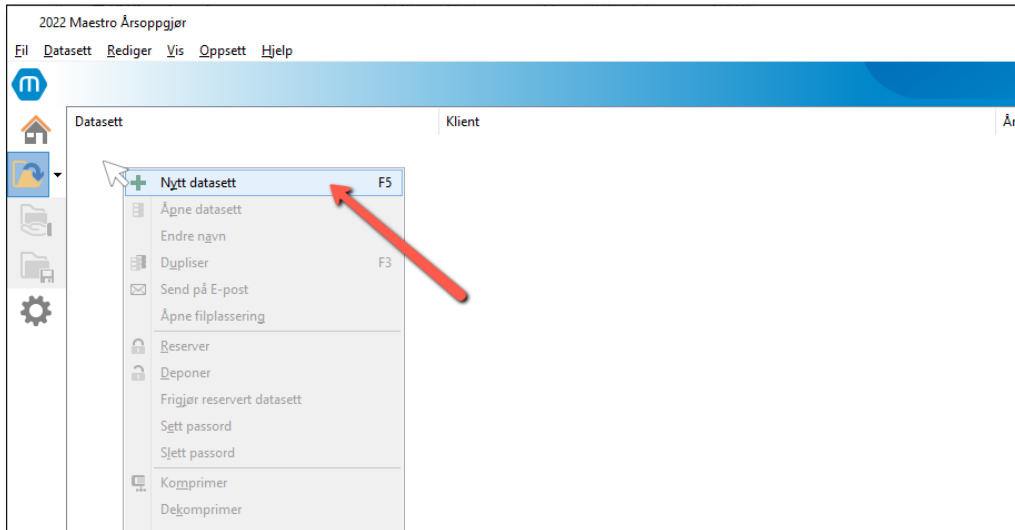 2022 Maestro Årsoppgjør
Fil Datasett Rediger Vis Oppsett Hjelp
Datasett Klient År
Nytt datasett F5
Åpne datasett
Endre navn
Dupliser F3
Send på E-post
Åpne filplassering
Reserver
Deponer
Frigjør reservert datasett
Sett passord
Slett passord
Komprimer
Dekomprimer